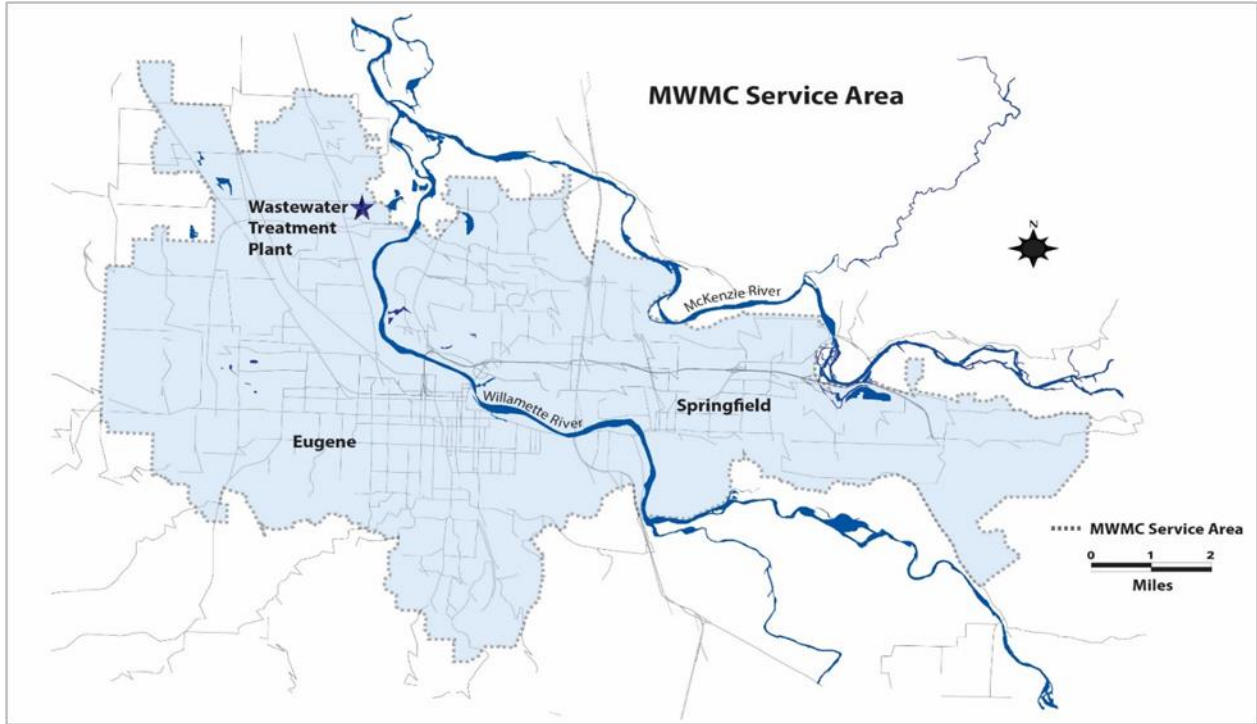 MWMC Service Area
N
Wastewater
Treatment
Plant
McKenzie River
Willamette River
Springfield
Eugene
MWMC Service Area
0 1 2
Miles